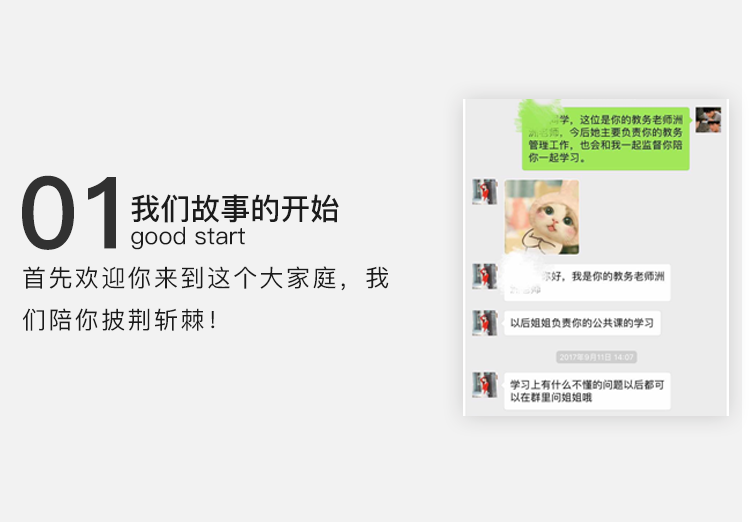 01
我们故事的开始
good start
首先欢迎你来到这个大家庭，我
们陪你披荆斩棘！
学，这位是你的教务老师洲
老师，今后她主要负责你的教务
管理工作，也会和我一起监督你陪
你一起学习。
你好，我是你的教务老师洲
老师
以后姐姐负责你的公共课的学习
2017年9月11日 14:07
学习上有什么不懂的问题以后都可
以在群里问姐姐哦